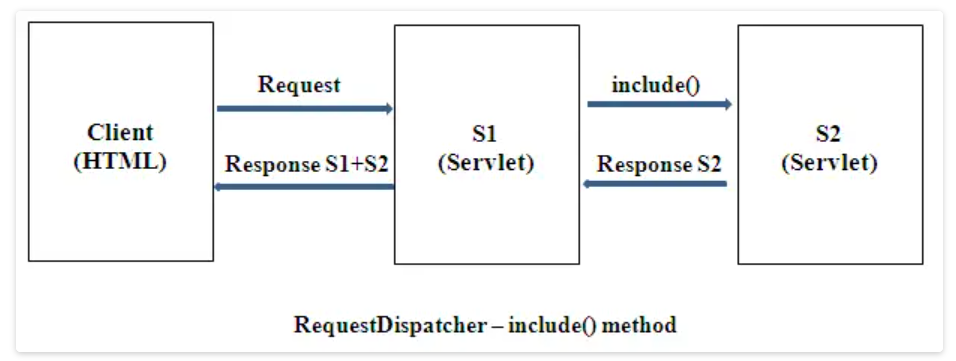 Client
(HTML)
Request
Response S1+S2
S1
(Servlet)
include()
Response S2
S2
(Servlet)
RequestDispatcher – include() method